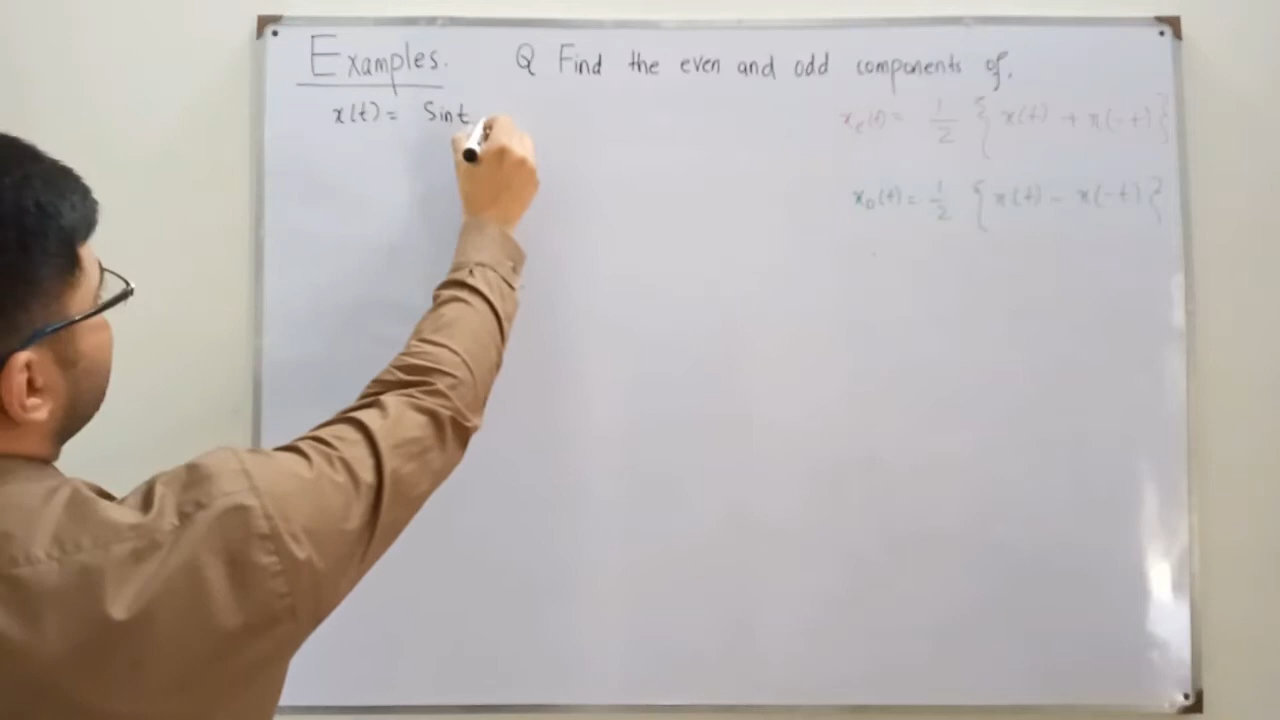 Examples. Q Find the even and odd components of.
x(t) = Sint
xe(t) = 1/2 {x(t) + x(-t)}
xo(t) = 1/2 {x(t) - x(-t)}